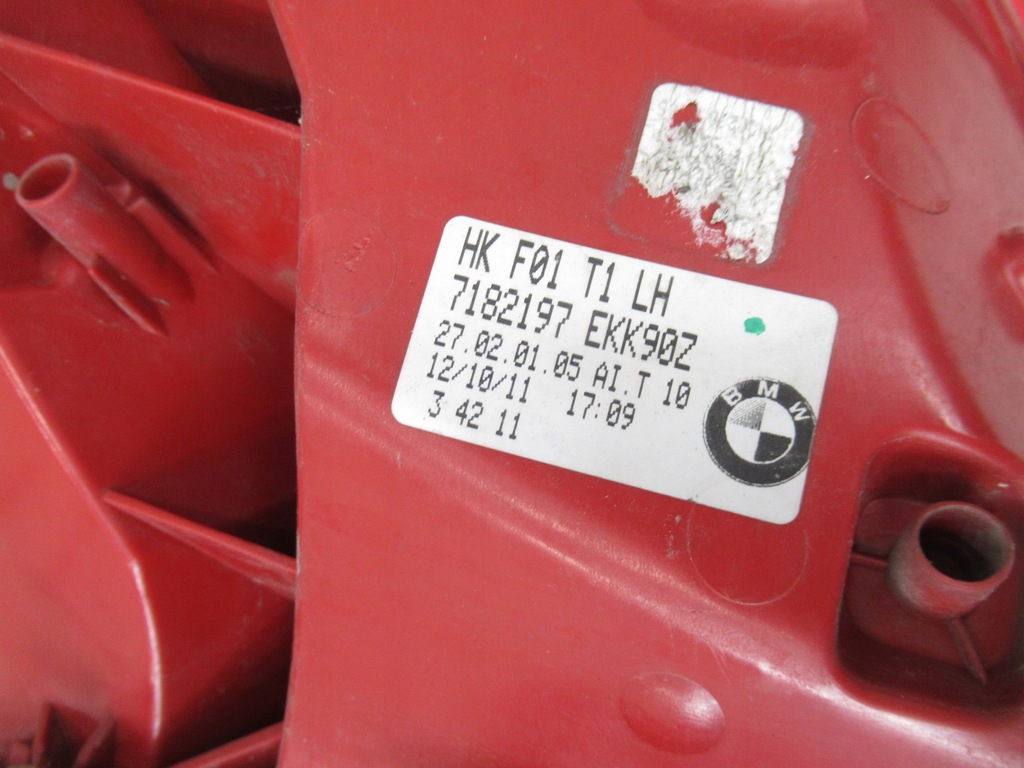 HK F01 T1 LH
7182197 EKK90Z
27.02.01.05 AI.T 10
12/10/11 17:09
3 42 11
BMW